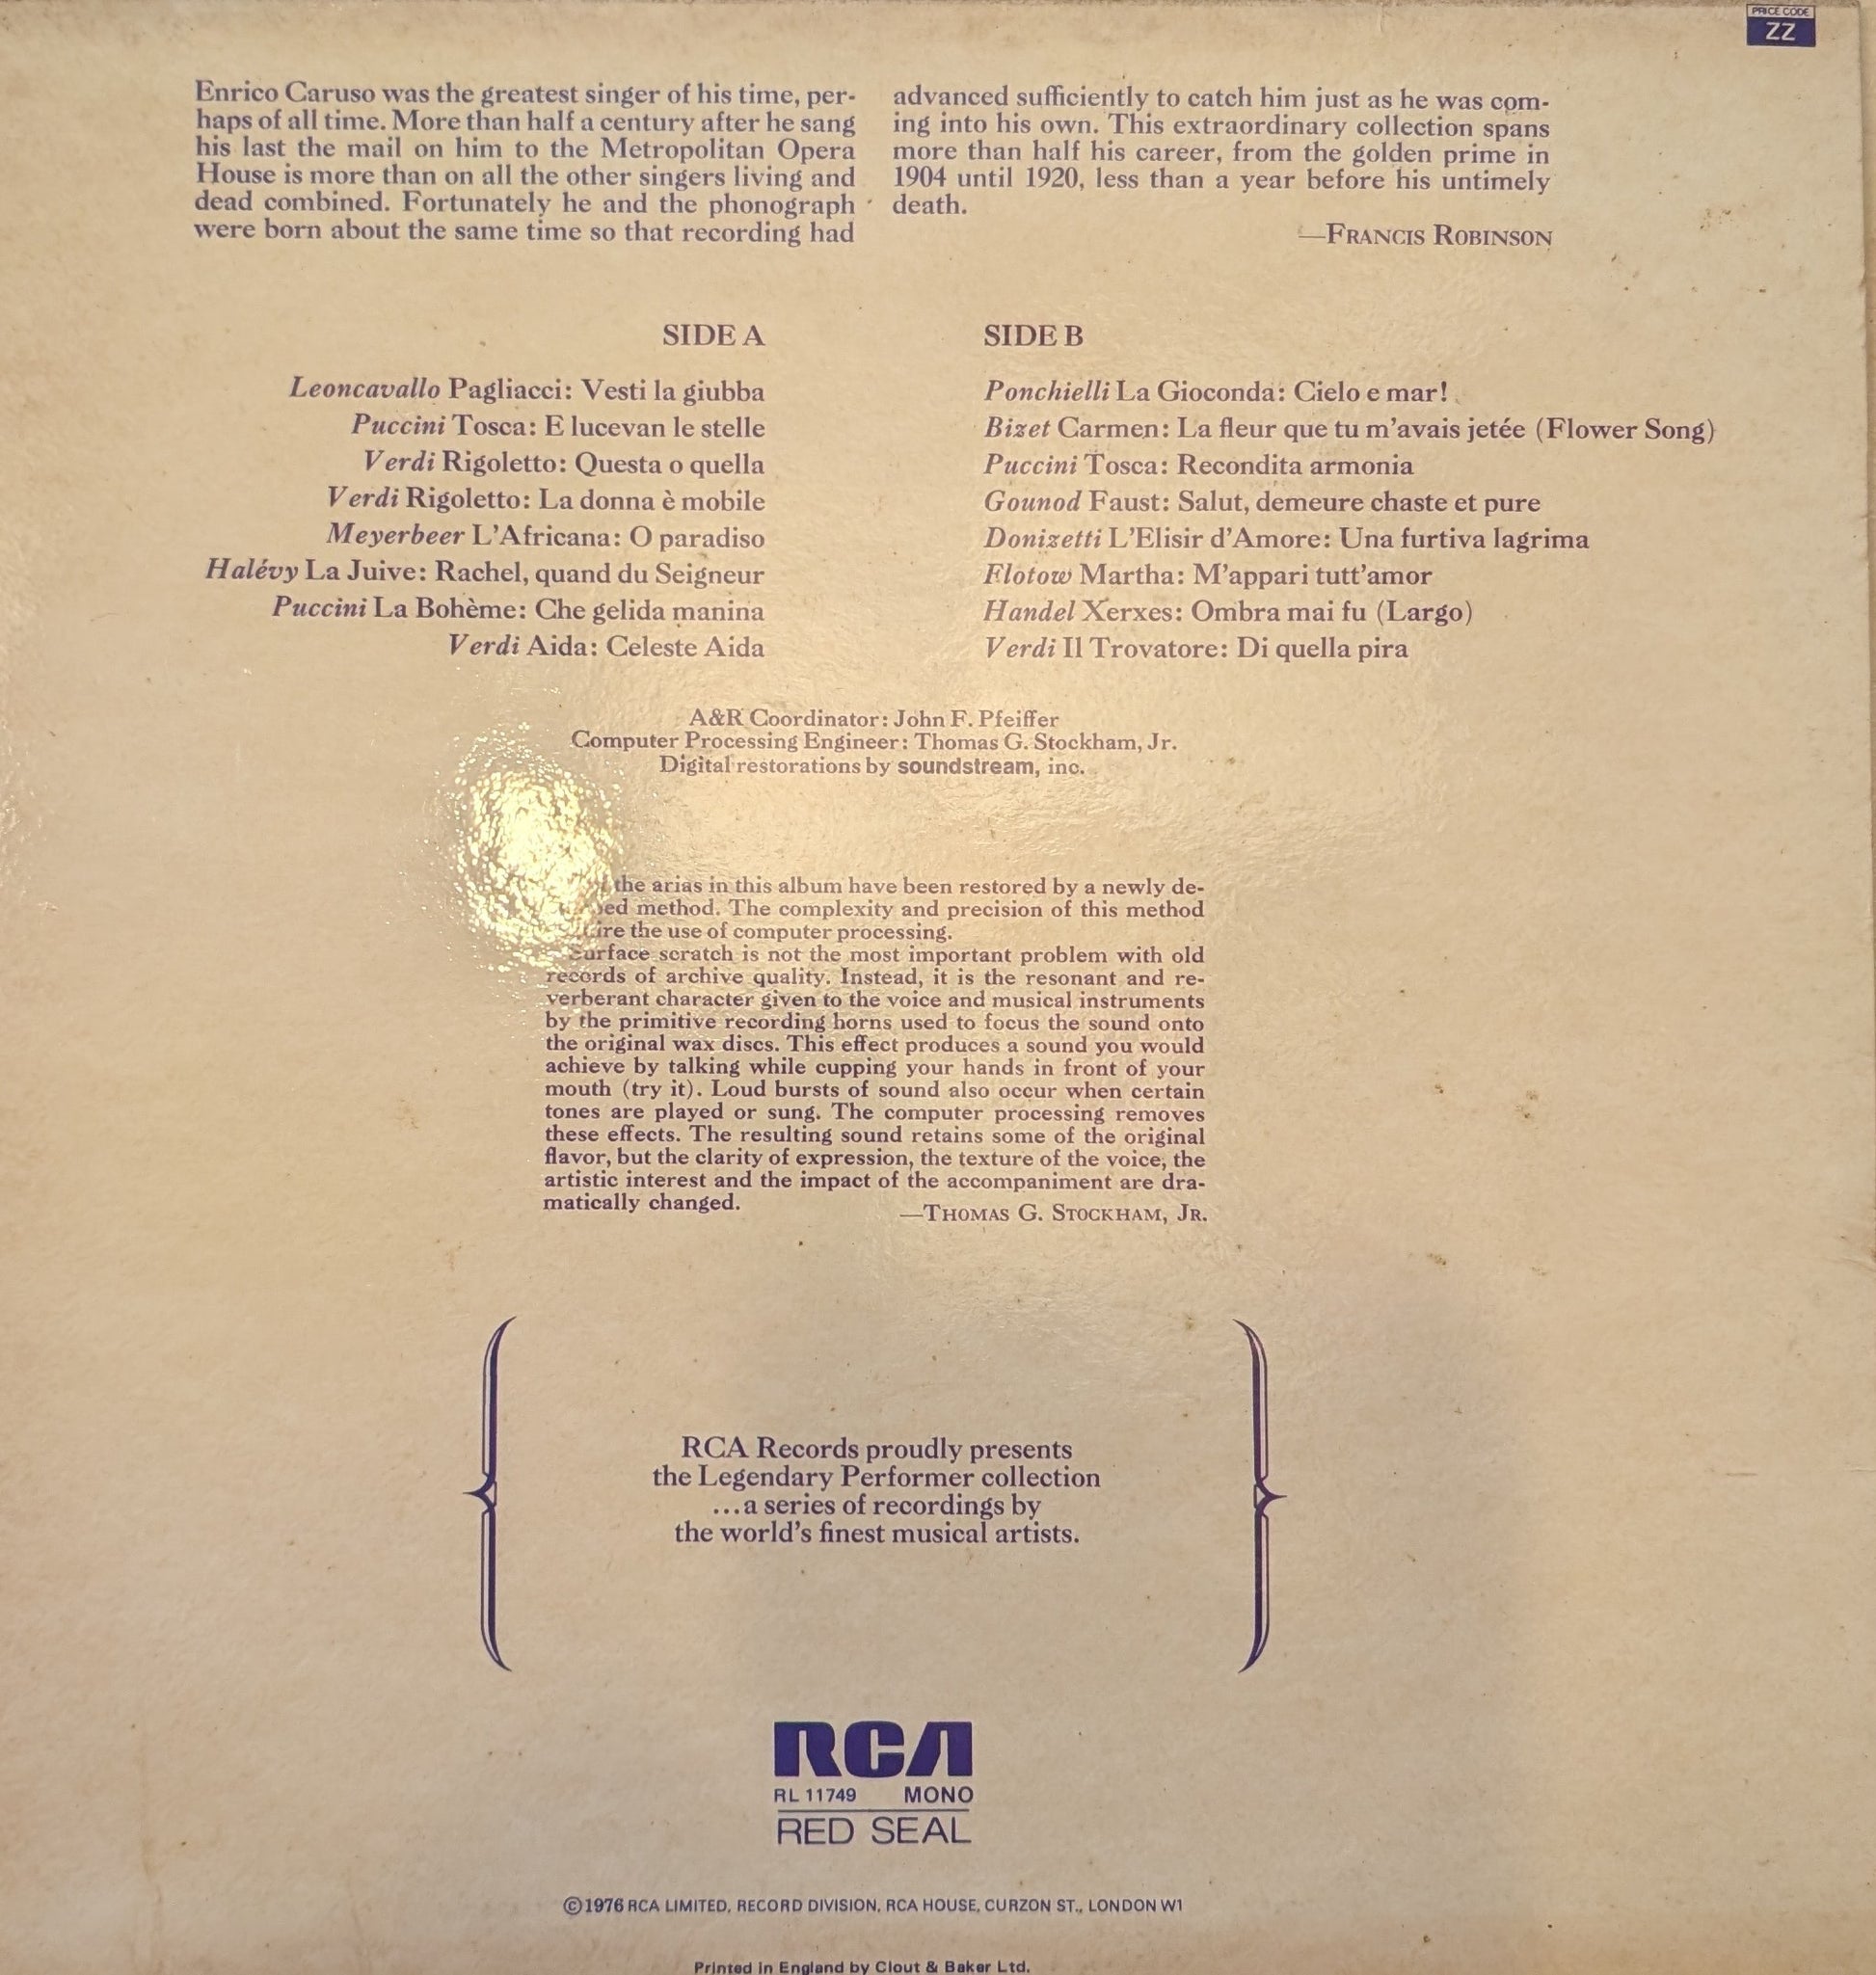 PRICE CODE
ZZ
Enrico Caruso was the greatest singer of his time, per-
haps of all time. More than half a century after he sang
his last the mail on him to the Metropolitan Opera
House is more than on all the other singers living and
dead combined. Fortunately he and the phonograph
were born about the same time so that recording had
advanced sufficiently to catch him just as he was com-
ing into his own. This extraordinary collection spans
more than half his career, from the golden prime in
1904 until 1920, less than a year before his untimely
death.
—FRANCIS ROBINSON
SIDE A
Leoncavallo Pagliacci: Vesti la giubba
Puccini Tosca: E lucevan le stelle
Verdi Rigoletto: Questa o quella
Verdi Rigoletto: La donna è mobile
Meyerbeer L'Africana: O paradiso
Halévy La Juive: Rachel, quand du Seigneur
Puccini La Bohème: Che gelida manina
Verdi Aida: Celeste Aida
SIDE B
Ponchielli La Gioconda: Cielo e mar!
Bizet Carmen: La fleur que tu m'avais jetée (Flower Song)
Puccini Tosca: Recondita armonia
Gounod Faust: Salut, demeure chaste et pure
Donizetti L'Elisir d'Amore: Una furtiva lagrima
Flotow Martha: M'appari tutt'amor
Handel Xerxes: Ombra mai fu (Largo)
Verdi Il Trovatore: Di quella pira
A&R Coordinator: John F. Pfeiffer
Computer Processing Engineer: Thomas G. Stockham, Jr.
Digital restorations by soundstream, inc.
the arias in this album have been restored by a newly de-
method. The complexity and precision of this method
the use of computer processing.
Surface scratch is not the most important problem with old
records of archive quality. Instead, it is the resonant and re-
verberant character given to the voice and musical instruments
by the primitive recording horns used to focus the sound onto
the original wax discs. This effect produces a sound you would
achieve by talking while cupping your hands in front of your
mouth (try it). Loud bursts of sound also occur when certain
tones are played or sung. The computer processing removes
these effects. The resulting sound retains some of the original
flavor, but the clarity of expression, the texture of the voice, the
artistic interest and the impact of the accompaniment are dra-
matically changed.
—THOMAS G. STOCKHAM, JR.
RCA Records proudly presents
the Legendary Performer collection
...a series of recordings by
the world's finest musical artists.
RCA
RL 11749 MONO
RED SEAL
©1976 RCA LIMITED, RECORD DIVISION, RCA HOUSE, CURZON ST., LONDON W1
Printed in England by Clout & Baker Ltd.